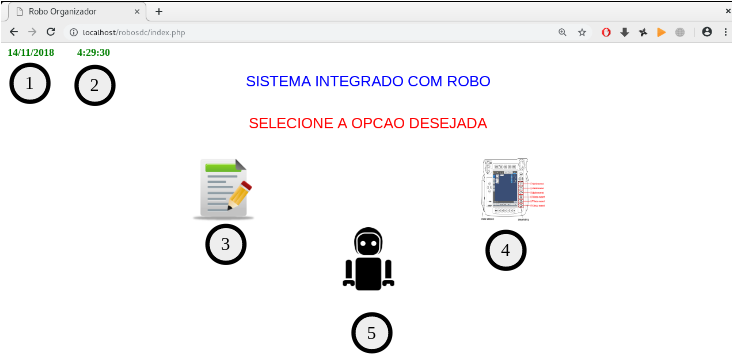 Robo Organizador
localhost/robosdc/index.php
14/11/2018 4:29:30
1 2
SISTEMA INTEGRADO COM ROBO
SELECIONE A OPCAO DESEJADA
3 4
5